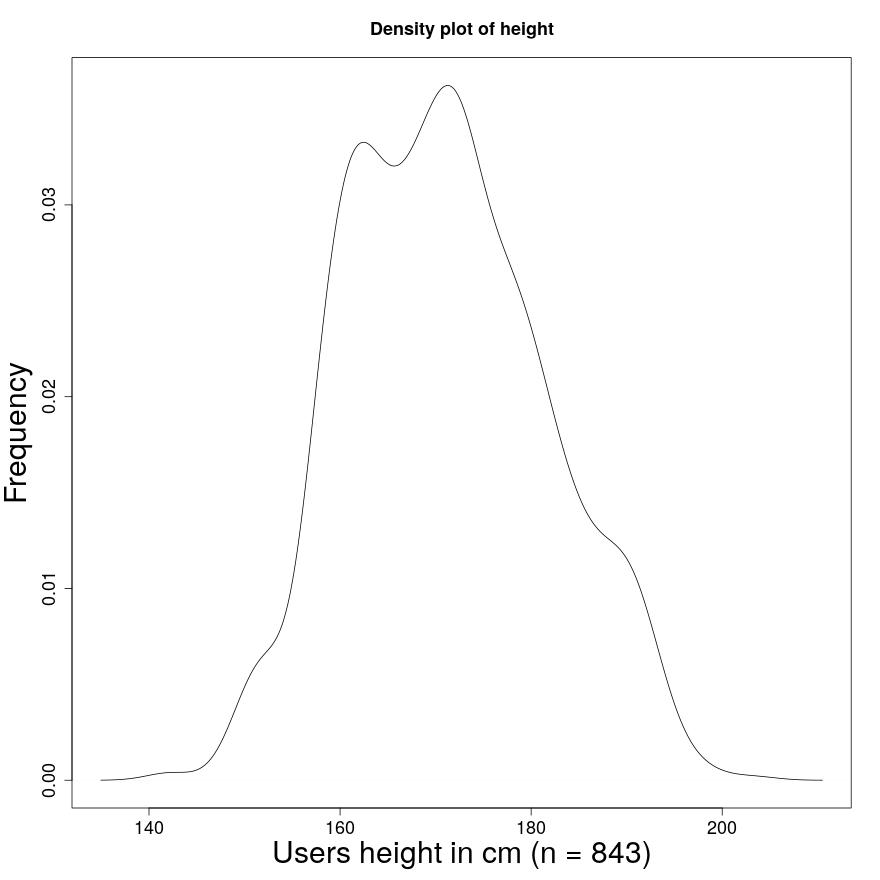 Density plot of height
Frequency
0.03
0.02
0.01
0.00
140 160 180 200
Users height in cm (n = 843)